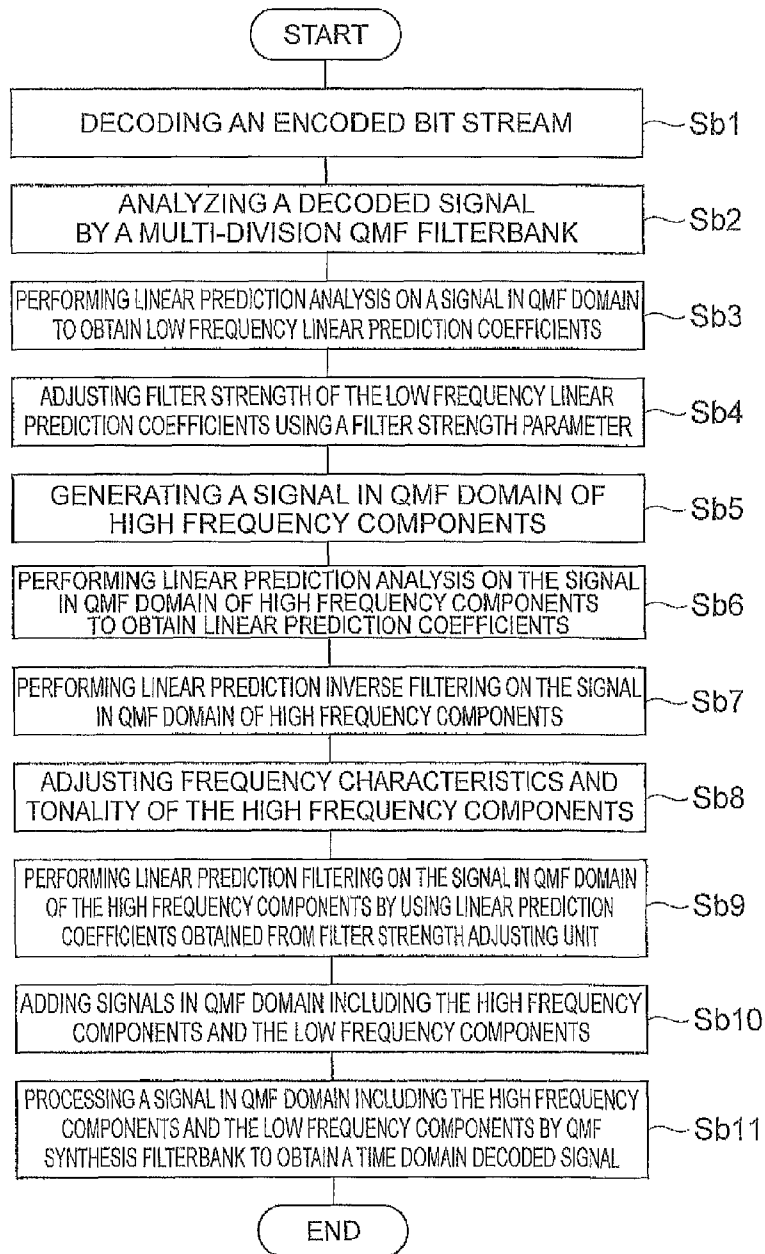 START
DECODING AN ENCODED BIT STREAM
Sb1
ANALYZING A DECODED SIGNAL
BY A MULTI-DIVISION QMF FILTERBANK
Sb2
PERFORMING LINEAR PREDICTION ANALYSIS ON A SIGNAL IN QMF DOMAIN
TO OBTAIN LOW FREQUENCY LINEAR PREDICTION COEFFICIENTS
Sb3
ADJUSTING FILTER STRENGTH OF THE LOW FREQUENCY LINEAR
PREDICTION COEFFICIENTS USING A FILTER STRENGTH PARAMETER
Sb4
GENERATING A SIGNAL IN QMF DOMAIN OF
HIGH FREQUENCY COMPONENTS
Sb5
PERFORMING LINEAR PREDICTION ANALYSIS ON THE SIGNAL
IN QMF DOMAIN OF HIGH FREQUENCY COMPONENTS
TO OBTAIN LINEAR PREDICTION COEFFICIENTS
Sb6
PERFORMING LINEAR PREDICTION INVERSE FILTERING ON THE SIGNAL
IN QMF DOMAIN OF HIGH FREQUENCY COMPONENTS
Sb7
ADJUSTING FREQUENCY CHARACTERISTICS AND
TONALITY OF THE HIGH FREQUENCY COMPONENTS
Sb8
PERFORMING LINEAR PREDICTION FILTERING ON THE SIGNAL IN QMF DOMAIN
OF THE HIGH FREQUENCY COMPONENTS BY USING LINEAR PREDICTION
COEFFICIENTS OBTAINED FROM FILTER STRENGTH ADJUSTING UNIT
Sb9
ADDING SIGNALS IN QMF DOMAIN INCLUDING THE HIGH FREQUENCY
COMPONENTS AND THE LOW FREQUENCY COMPONENTS
Sb10
PROCESSING A SIGNAL IN QMF DOMAIN INCLUDING THE HIGH FREQUENCY
COMPONENTS AND THE LOW FREQUENCY COMPONENTS BY QMF
SYNTHESIS FILTERBANK TO OBTAIN A TIME DOMAIN DECODED SIGNAL
Sb11
END